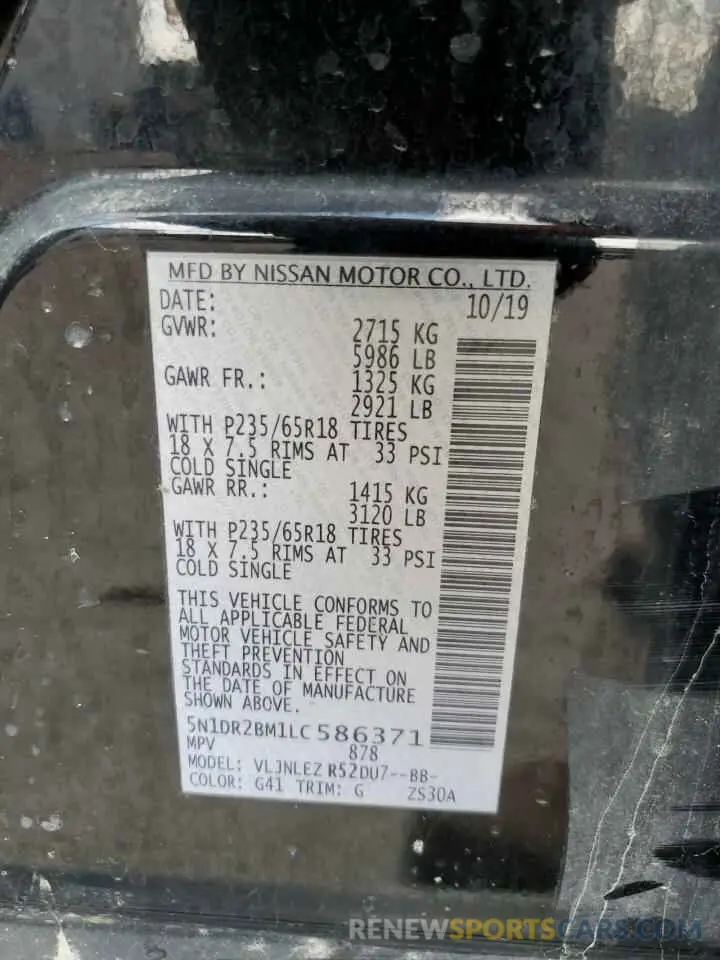 MFD BY NISSAN MOTOR CO., LTD.
DATE: 10/19
GVWR: 2715 KG
5986 LB
GAWR FR.: 1325 KG
2921 LB
WITH P235/65R18 TIRES
18 X 7.5 RIMS AT 33 PSI
COLD SINGLE
GAWR RR.: 1415 KG
3120 LB
WITH P235/65R18 TIRES
18 X 7.5 RIMS AT 33 PSI
COLD SINGLE
THIS VEHICLE CONFORMS TO
ALL APPLICABLE FEDERAL
MOTOR VEHICLE SAFETY AND
THEFT PREVENTION
STANDARDS IN EFFECT ON
THE DATE OF MANUFACTURE
SHOWN ABOVE.
5N1DR2BM1LC586371
MPV 878
MODEL: VLJNLEZ R52DU7--BB-
COLOR: G41 TRIM: G ZS30A
RENEWSPORTSCARS.COM